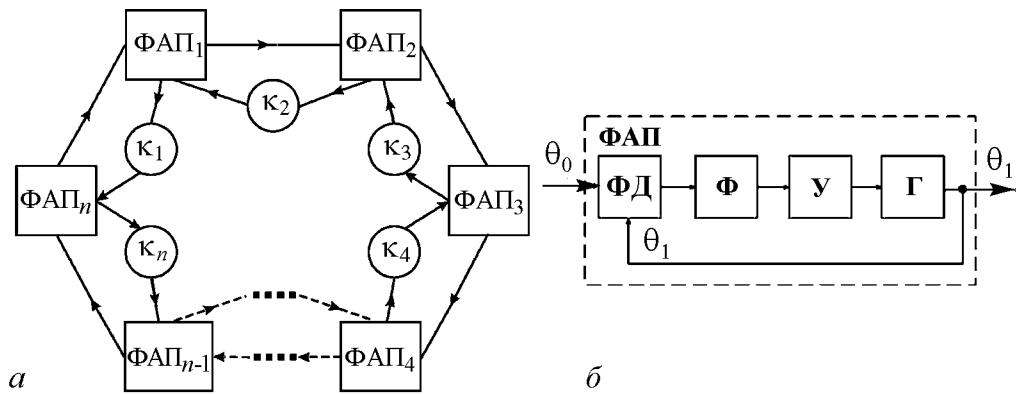 ФАП₁ ФАП₂
κ₂
κ₁ κ₃
ФАПₙ ФАП₃
κₙ κ₄
ФАПₙ₋₁ ФАП₄
а
ФАП
θ₀ ФД Ф У Г θ₁
θ₁
б